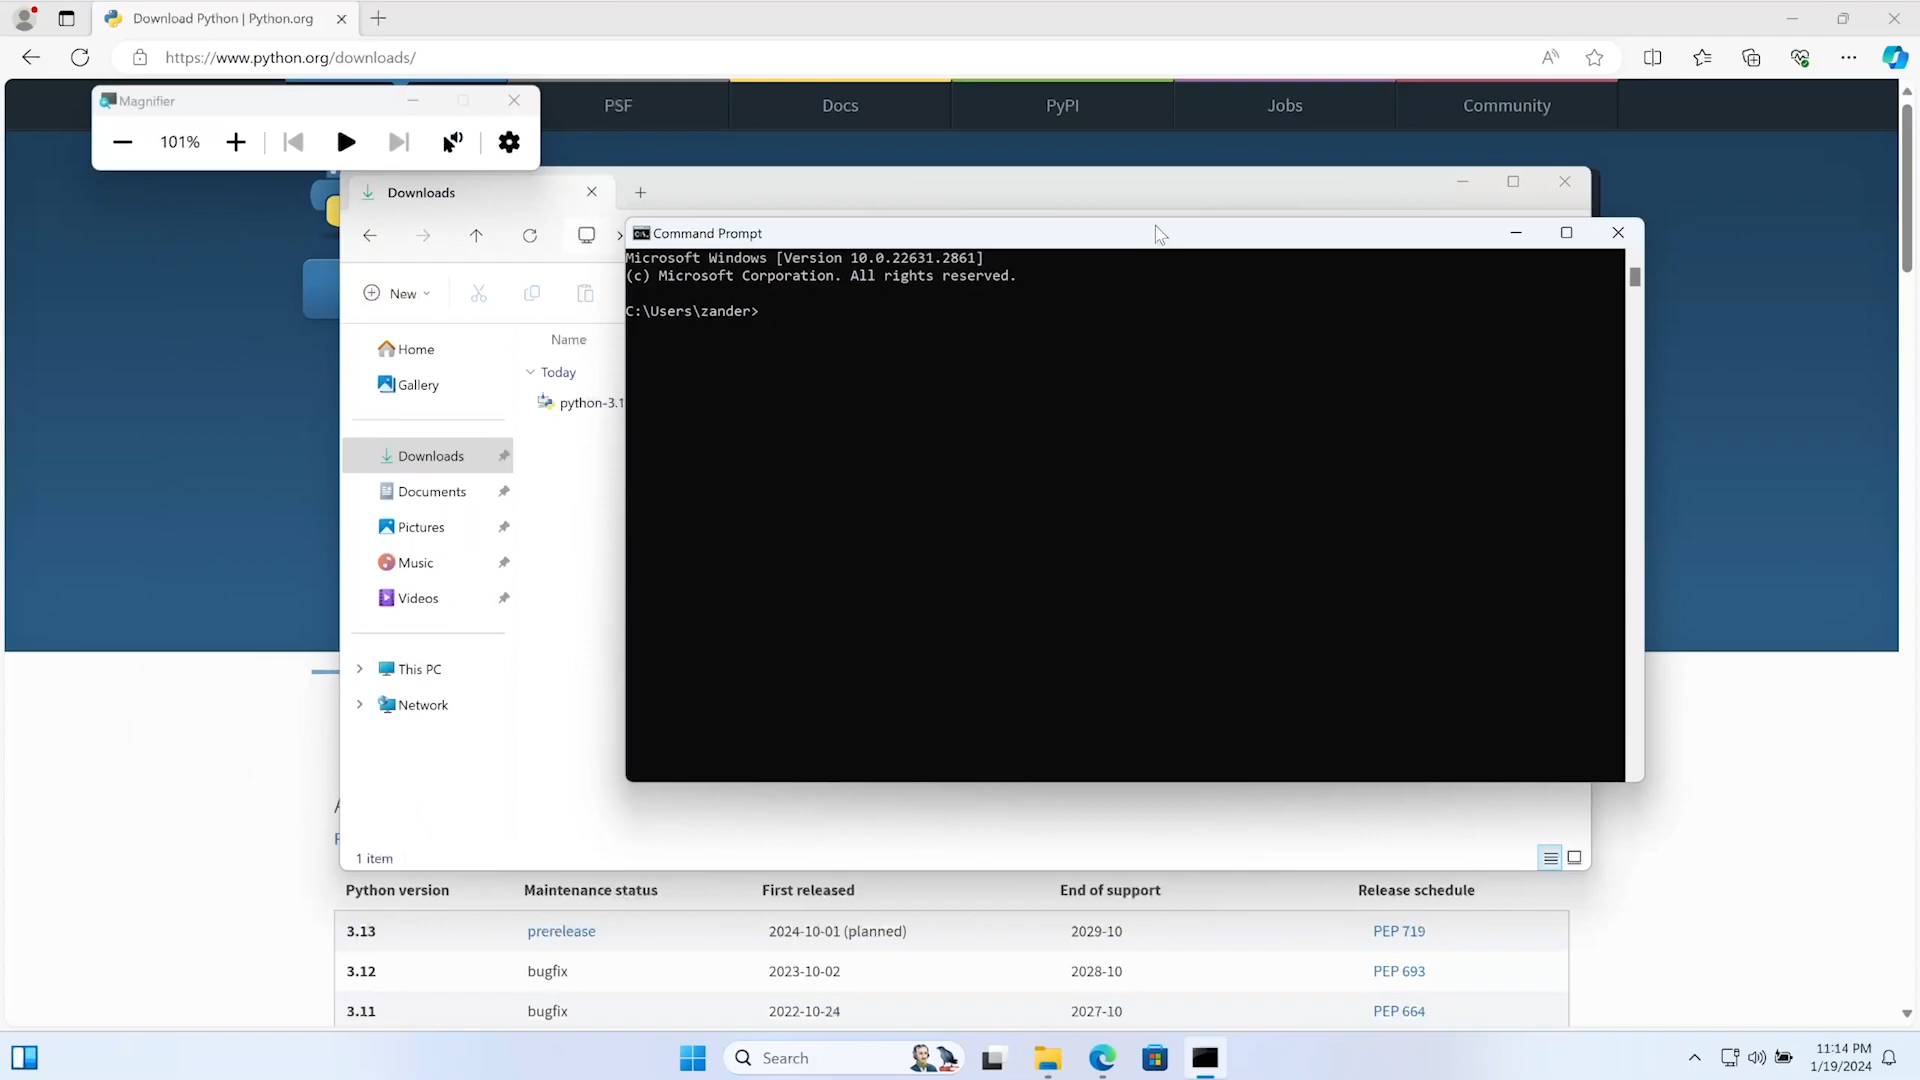 Download Python | Python.org
https://www.python.org/downloads/
Magnifier
101%
PSF
Docs
PyPI
Jobs
Community
Downloads
Command Prompt
Microsoft Windows [Version 10.0.22631.2861]
(c) Microsoft Corporation. All rights reserved.
C:\Users\zander>
New
Name
Today
python-3.1
Home
Gallery
Downloads
Documents
Pictures
Music
Videos
This PC
Network
1 item
Python version Maintenance status First released End of support Release schedule
3.13 prerelease 2024-10-01 (planned) 2029-10 PEP 719
3.12 bugfix 2023-10-02 2028-10 PEP 693
3.11 bugfix 2022-10-24 2027-10 PEP 664
Search
11:14 PM
1/19/2024